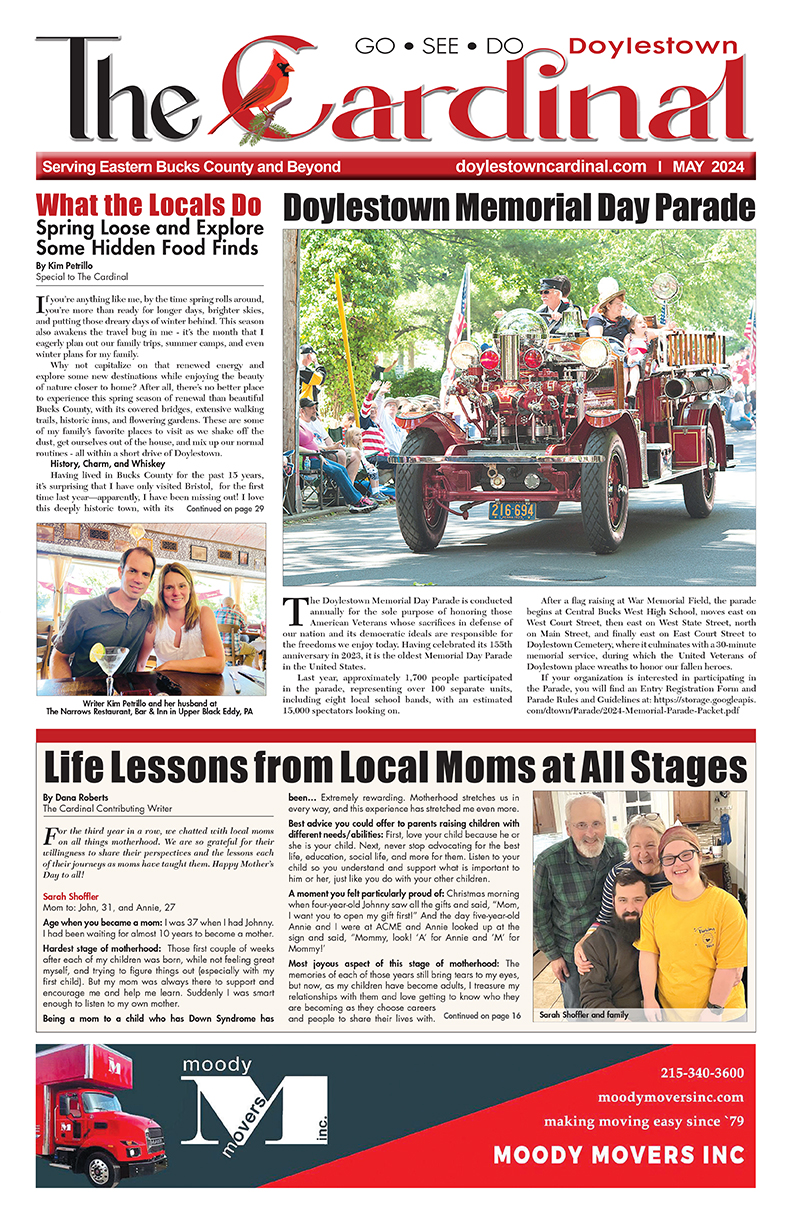 GO • SEE • DO Doylestown
The Cardinal
Serving Eastern Bucks County and Beyond
doylestowncardinal.com | MAY 2024
What the Locals Do
Spring Loose and Explore
Some Hidden Food Finds
By Kim Petrillo
Special to The Cardinal
If you're anything like me, by the time spring rolls around,
you're more than ready for longer days, brighter skies,
and putting those dreary days of winter behind. This season
also awakens the travel bug in me - it's the month that I
eagerly plan out our family trips, summer camps, and even
winter plans for my family.
Why not capitalize on that renewed energy and
explore some new destinations while enjoying the beauty
of nature closer to home? After all, there's no better place
to experience this spring season of renewal than beautiful
Bucks County, with its covered bridges, extensive walking
trails, historic inns, and flowering gardens. These are some
of my family's favorite places to visit as we shake off the
dust, get ourselves out of the house, and mix up our normal
routines - all within a short drive of Doylestown.
History, Charm, and Whiskey
Having lived in Bucks County for the past 15 years,
it's surprising that I have only visited Bristol, for the first
time last year—apparently, I have been missing out! I love
this deeply historic town, with its Continued on page 29
Writer Kim Petrillo and her husband at
The Narrows Restaurant, Bar & Inn in Upper Black Eddy, PA
Doylestown Memorial Day Parade
216-694
The Doylestown Memorial Day Parade is conducted
annually for the sole purpose of honoring those
American Veterans whose sacrifices in defense of
our nation and its democratic ideals are responsible for
the freedoms we enjoy today. Having celebrated its 155th
anniversary in 2023, it is the oldest Memorial Day Parade
in the United States.
Last year, approximately 1,700 people participated
in the parade, representing over 100 separate units,
including eight local school bands, with an estimated
15,000 spectators looking on.
After a flag raising at War Memorial Field, the parade
begins at Central Bucks West High School, moves east on
West Court Street, then east on West State Street, north
on Main Street, and finally east on East Court Street to
Doylestown Cemetery, where it culminates with a 30-minute
memorial service, during which the United Veterans of
Doylestown place wreaths to honor our fallen heroes.
If your organization is interested in participating in
the Parade, you will find an Entry Registration Form and
Parade Rules and Guidelines at: https://storage.googleapis.
com/dtown/Parade/2024-Memorial-Parade-Packet.pdf
Life Lessons from Local Moms at All Stages
By Dana Roberts
The Cardinal Contributing Writer
For the third year in a row, we chatted with local moms
on all things motherhood. We are so grateful for their
willingness to share their perspectives and the lessons each
of their journeys as moms have taught them. Happy Mother's
Day to all!
Sarah Shoffler
Mom to: John, 31, and Annie, 27
Age when you became a mom: I was 37 when I had Johnny.
I had been waiting for almost 10 years to become a mother.
Hardest stage of motherhood: Those first couple of weeks
after each of my children was born, while not feeling great
myself, and trying to figure things out (especially with my
first child). But my mom was always there to support and
encourage me and help me learn. Suddenly I was smart
enough to listen to my own mother.
Being a mom to a child who has Down Syndrome has
been... Extremely rewarding. Motherhood stretches us in
every way, and this experience has stretched me even more.
Best advice you could offer to parents raising children with
different needs/abilities: First, love your child because he or
she is your child. Next, never stop advocating for the best
life, education, social life, and more for them. Listen to your
child so you understand and support what is important to
him or her, just like you do with your other children.
A moment you felt particularly proud of: Christmas morning
when four-year-old Johnny saw all the gifts and said, "Mom,
I want you to open my gift first!" And the day five-year-old
Annie and I were at ACME and Annie looked up at the
sign and said, "Mommy, look! 'A' for Annie and 'M' for
Mommy!'
Most joyous aspect of this stage of motherhood: The
memories of each of those years still bring tears to my eyes,
but now, as my children have become adults, I treasure my
relationships with them and love getting to know who they
are becoming as they choose careers
and people to share their lives with. Continued on page 16
Sarah Shoffler and family
moody
M
movers
inc.
215-340-3600
moodymoversinc.com
making moving easy since `79
MOODY MOVERS INC